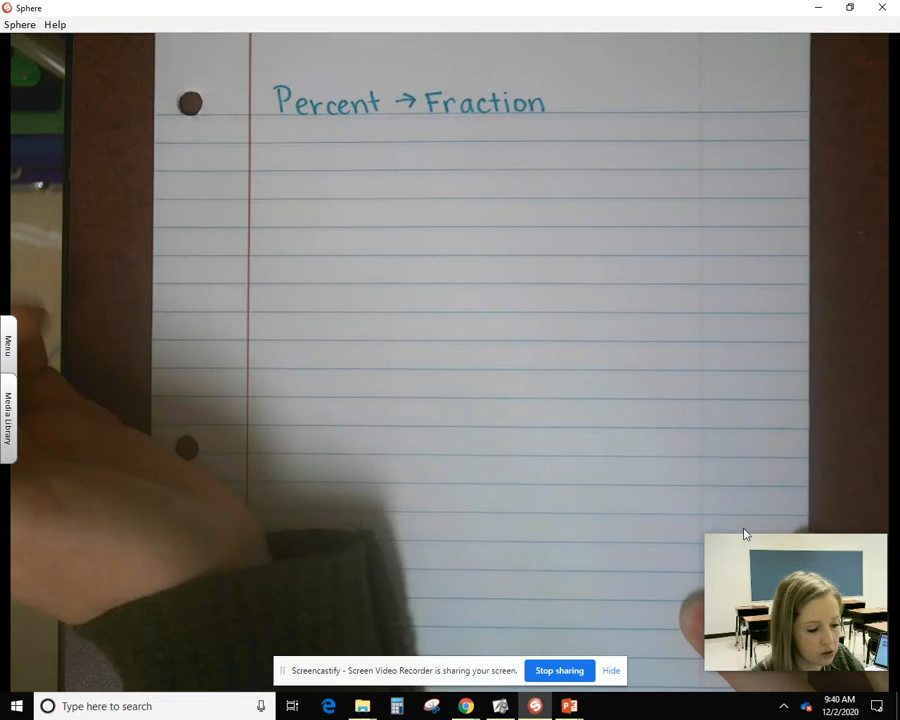 Sphere
Sphere Help
Percent → Fraction
Menu
Media Library
Screencastify - Screen Video Recorder is sharing your screen.
Stop sharing
Hide
Type here to search
9:40 AM
12/2/2020